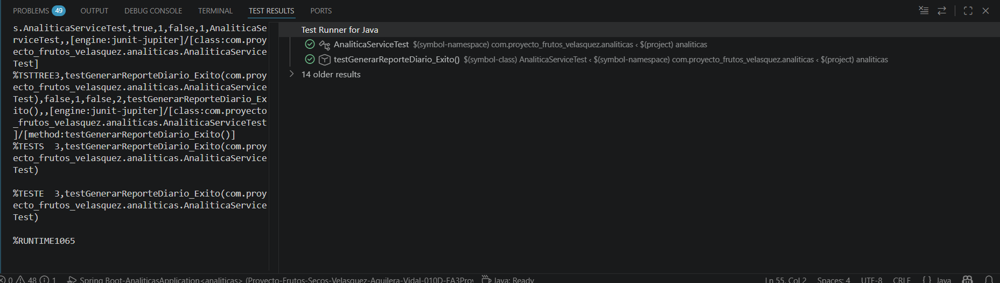 PROBLEMS 49 OUTPUT DEBUG CONSOLE TERMINAL TEST RESULTS PORTS
s.AnaliticaServiceTest,true,1,false,1,AnaliticaSe
rviceTest,,[engine:junit-jupiter]/[class:com.proy
ecto_frutos_velasquez.analiticas.AnaliticaService
Test]
%TSTTREE3,testGenerarReporteDiario_Exito(com.proy
ecto_frutos_velasquez.analiticas.AnaliticaService
Test),false,1,false,2,testGenerarReporteDiario_Ex
ito(),,[engine:junit-jupiter]/[class:com.proyecto
_frutos_velasquez.analiticas.AnaliticaServiceTest
]/[method:testGenerarReporteDiario_Exito()]
%TESTS  3,testGenerarReporteDiario_Exito(com.proy
ecto_frutos_velasquez.analiticas.AnaliticaService
Test)
%TESTE  3,testGenerarReporteDiario_Exito(com.proy
ecto_frutos_velasquez.analiticas.AnaliticaService
Test)
%RUNTIME1065
Test Runner for Java
AnaliticaServiceTest $(symbol-namespace) com.proyecto_frutos_velasquez.analiticas ‹ $(project) analiticas
testGenerarReporteDiario_Exito() $(symbol-class) AnaliticaServiceTest ‹ $(symbol-namespace) com.proyecto_frutos_velasquez.analiticas ‹ $(project) analiticas
14 older results
0 48 1 Spring Boot-AnaliticasApplication<analiticas> (Proyecto-Frutos-Secos-Velasquez-Aguilera-Vidal-010D-EA3Proy Java: Ready Ln 55, Col 2 Spaces: 4 UTF-8 CRLF {} Java